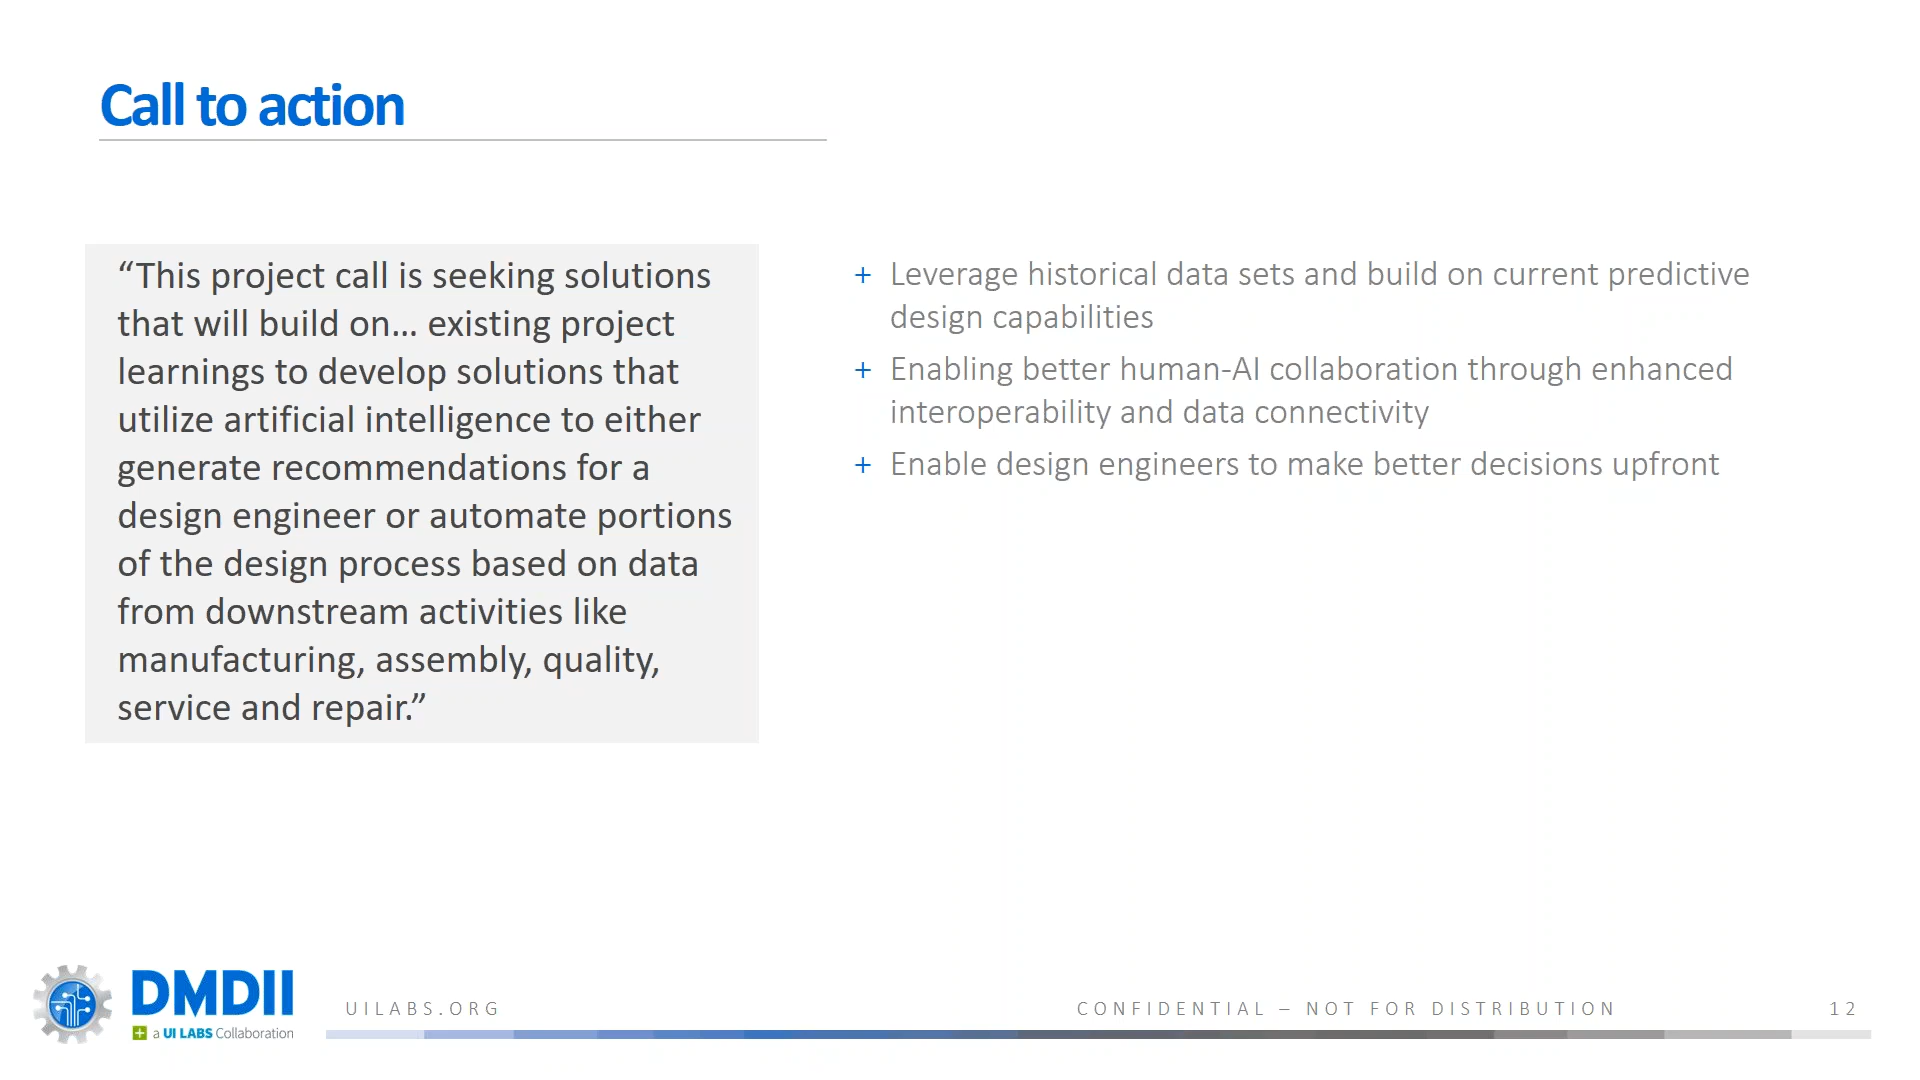 Call to action
“This project call is seeking solutions
that will build on… existing project
learnings to develop solutions that
utilize artificial intelligence to either
generate recommendations for a
design engineer or automate portions
of the design process based on data
from downstream activities like
manufacturing, assembly, quality,
service and repair.”
+ Leverage historical data sets and build on current predictive
design capabilities
+ Enabling better human-AI collaboration through enhanced
interoperability and data connectivity
+ Enable design engineers to make better decisions upfront
DMDII
+ a UI LABS Collaboration
UILABS.ORG
CONFIDENTIAL – NOT FOR DISTRIBUTION
12